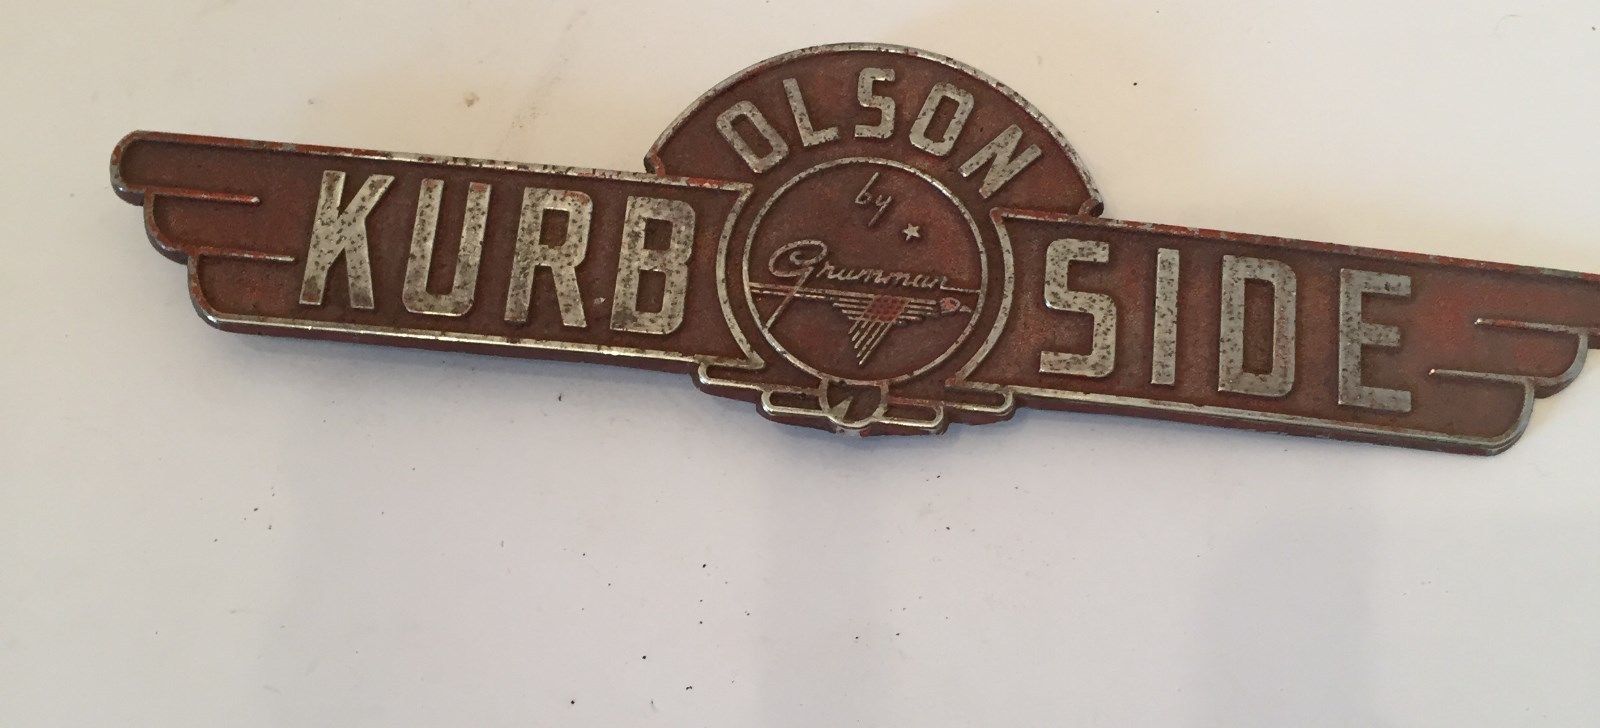 OLSON
KURB SIDE
by
Grumman